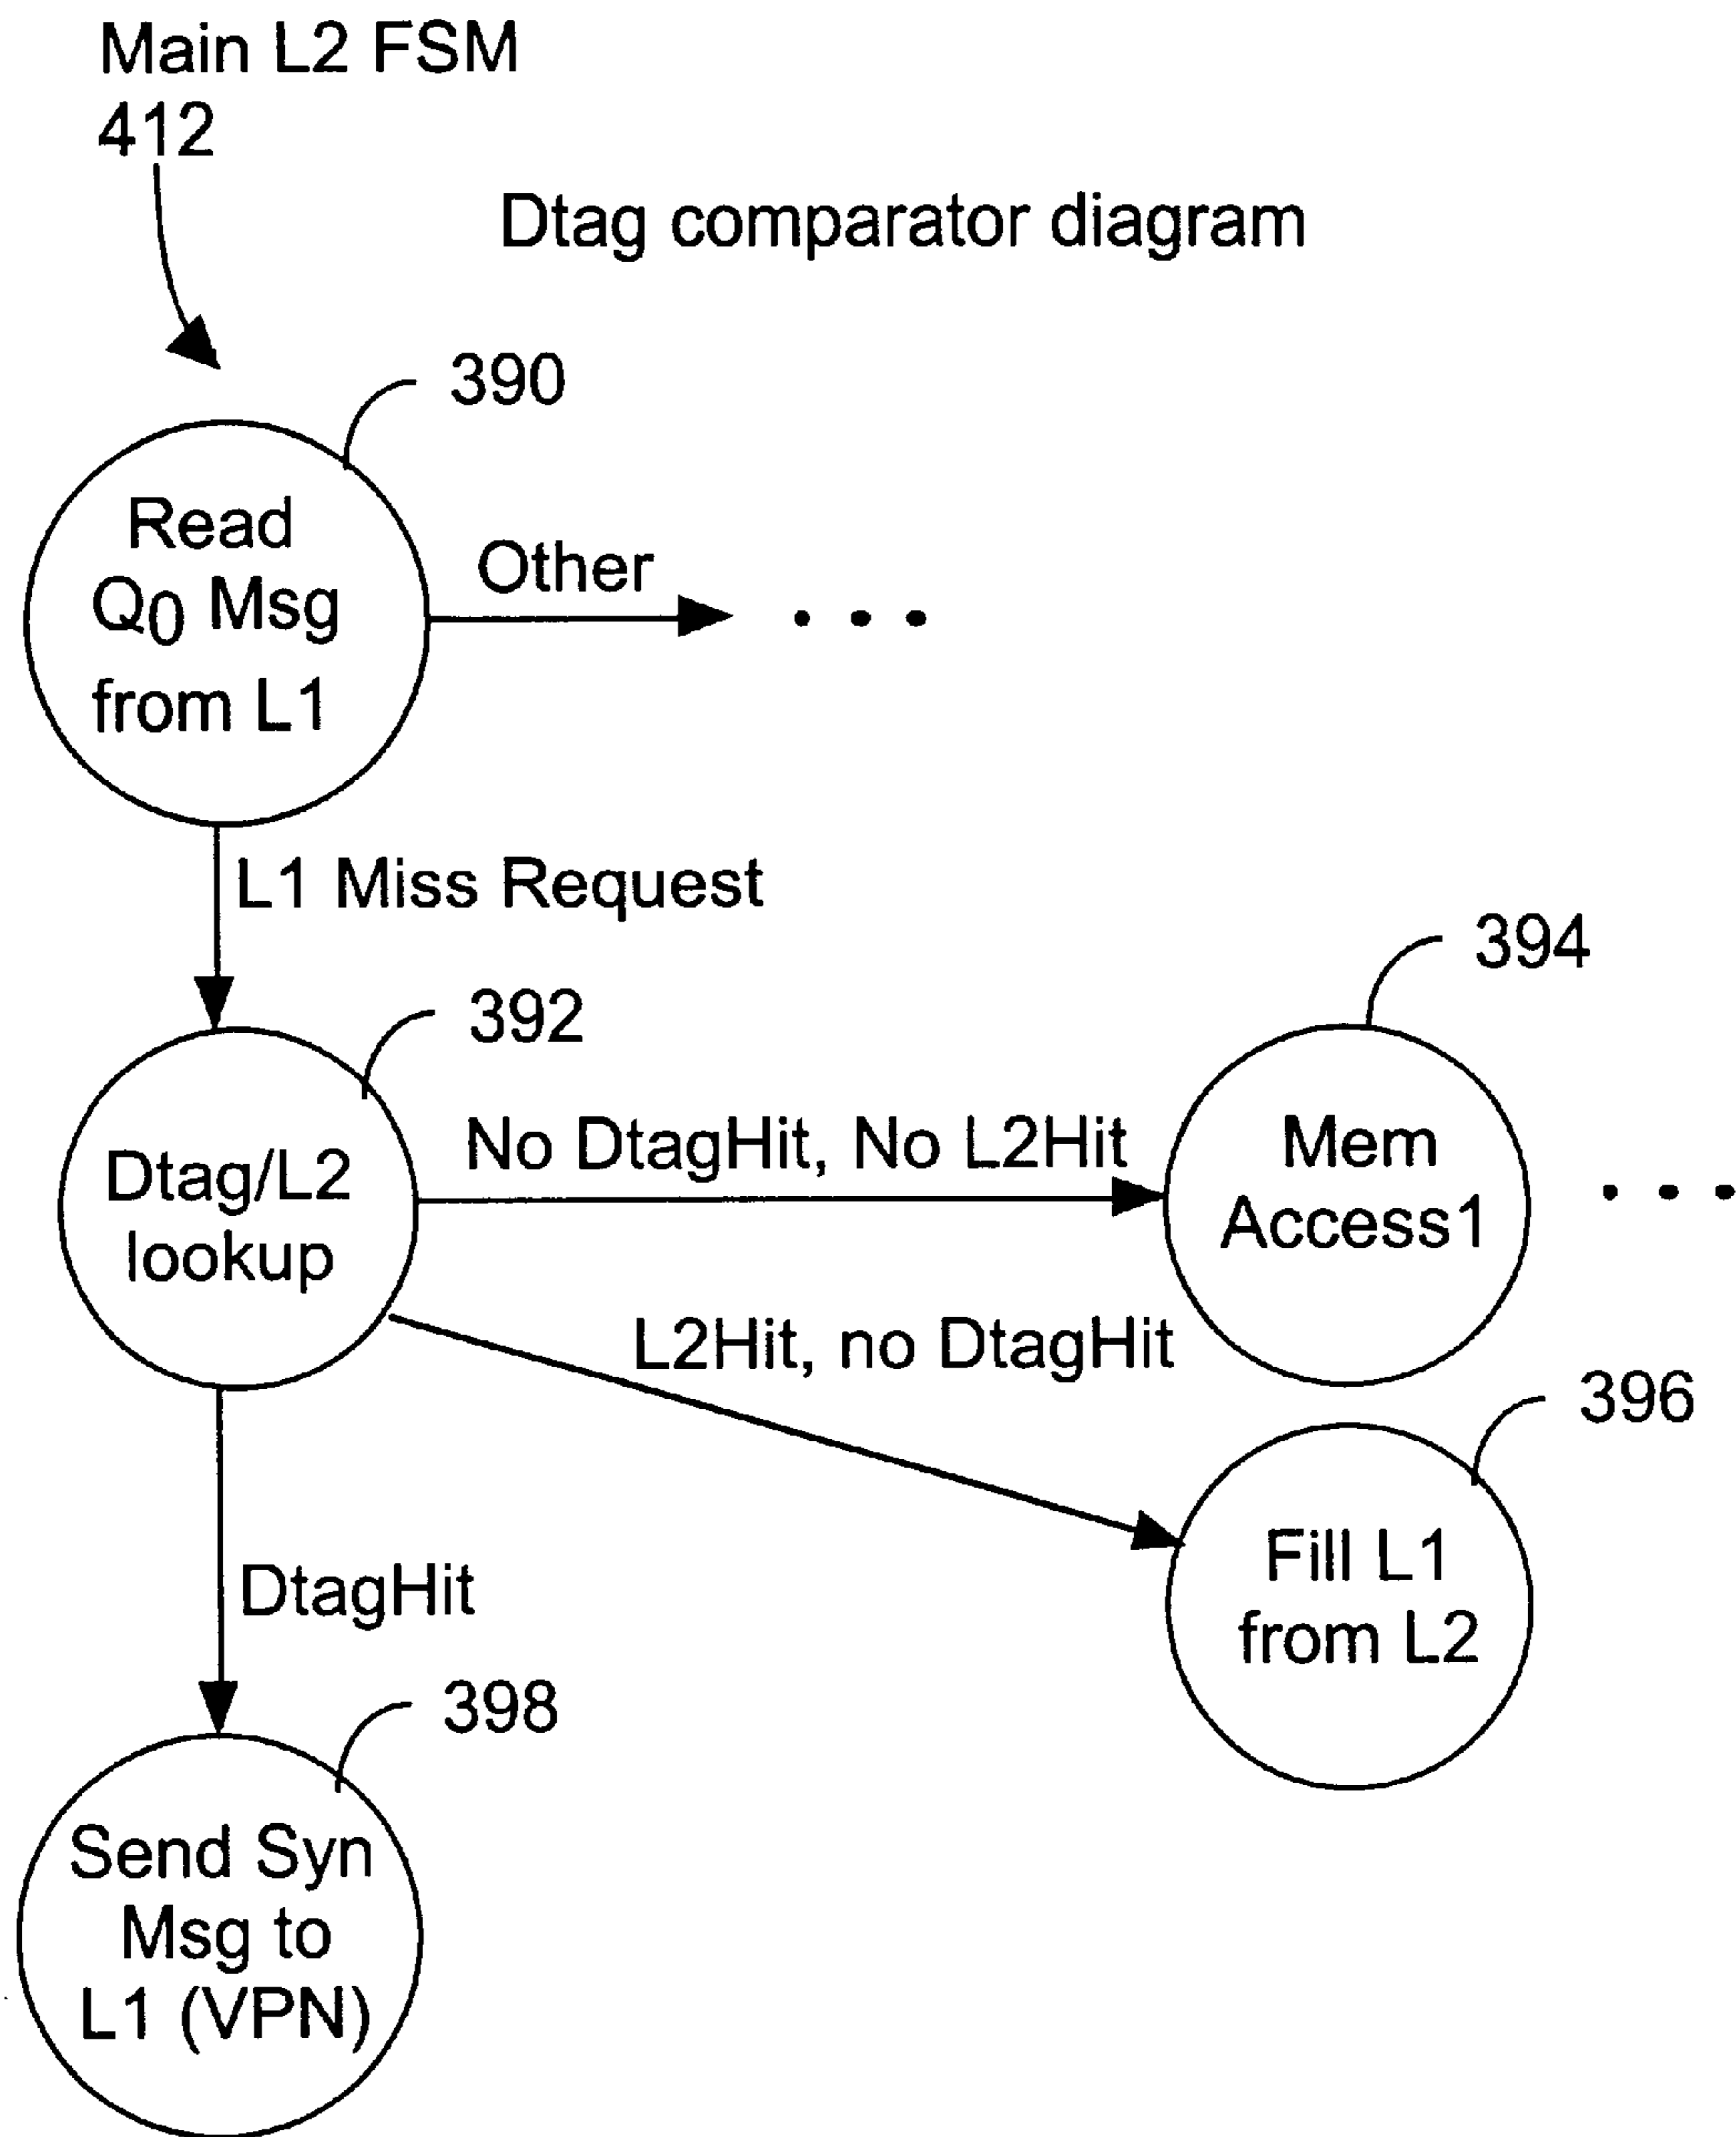 Main L2 FSM
412
Dtag comparator diagram
390
Read
Q0 Msg
from L1
Other
• • •
L1 Miss Request
392
394
Dtag/L2
lookup
No DtagHit, No L2Hit
Mem
Access1
• • •
L2Hit, no DtagHit
396
Fill L1
from L2
DtagHit
398
Send Syn
Msg to
L1 (VPN)